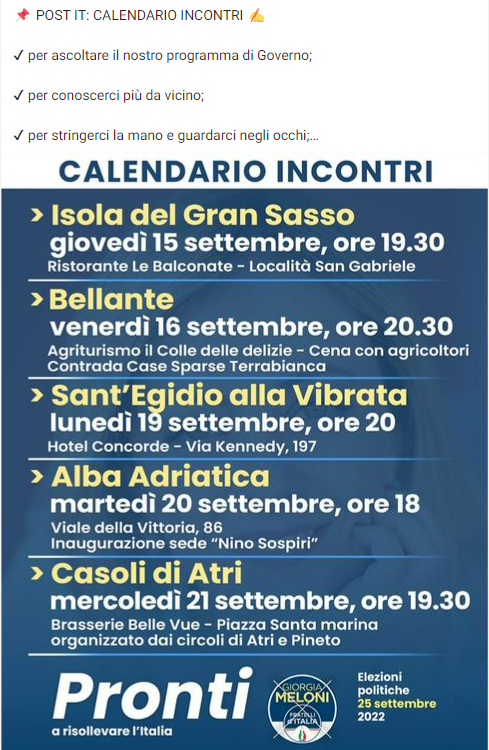 📌 POST IT: CALENDARIO INCONTRI ✍️
✓ per ascoltare il nostro programma di Governo;
✓ per conoscerci più da vicino;
✓ per stringerci la mano e guardarci negli occhi;...
CALENDARIO INCONTRI
> Isola del Gran Sasso
giovedì 15 settembre, ore 19.30
Ristorante Le Balconate - Località San Gabriele
> Bellante
venerdì 16 settembre, ore 20.30
Agriturismo il Colle delle delizie - Cena con agricoltori
Contrada Case Sparse Terrabianca
> Sant'Egidio alla Vibrata
lunedì 19 settembre, ore 20
Hotel Concorde - Via Kennedy, 197
> Alba Adriatica
martedì 20 settembre, ore 18
Viale della Vittoria, 86
Inaugurazione sede "Nino Sospiri"
> Casoli di Atri
mercoledì 21 settembre, ore 19.30
Brasserie Belle Vue - Piazza Santa marina
organizzato dai circoli di Atri e Pineto
Pronti
a risollevare l'Italia
GIORGIA
MELONI
FRATELLI
d'ITALIA
Elezioni
politiche
25 settembre
2022